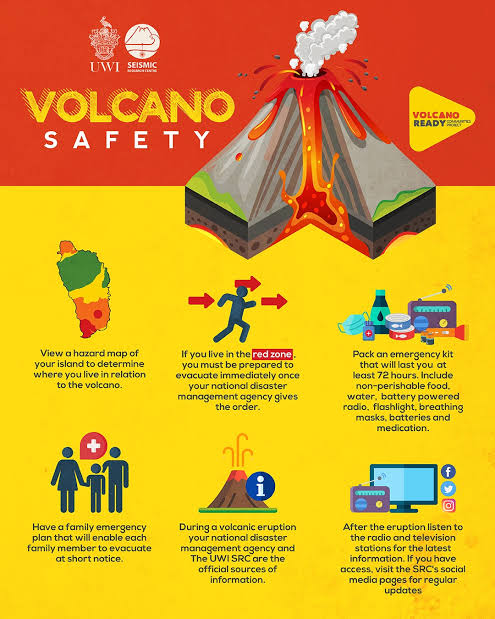 UWI
SEISMIC
RESEARCH CENTRE
VOLCANO
SAFETY
VOLCANO
READY COMMUNITIES
PROJECT
View a hazard map of
your island to determine
where you live in relation
to the volcano.
If you live in the red zone,
you must be prepared to
evacuate immediately once
your national disaster
management agency gives
the order.
Pack an emergency kit
that will last you at
least 72 hours. Include
non-perishable food,
water, battery powered
radio, flashlight, breathing
masks, batteries and
medication.
Have a family emergency
plan that will enable each
family member to evacuate
at short notice.
During a volcanic eruption
your national disaster
management agency and
The UWI SRC are the
official sources of
information.
After the eruption listen to
the radio and television
stations for the latest
information. If you have
access, visit the SRC's social
media pages for regular
updates